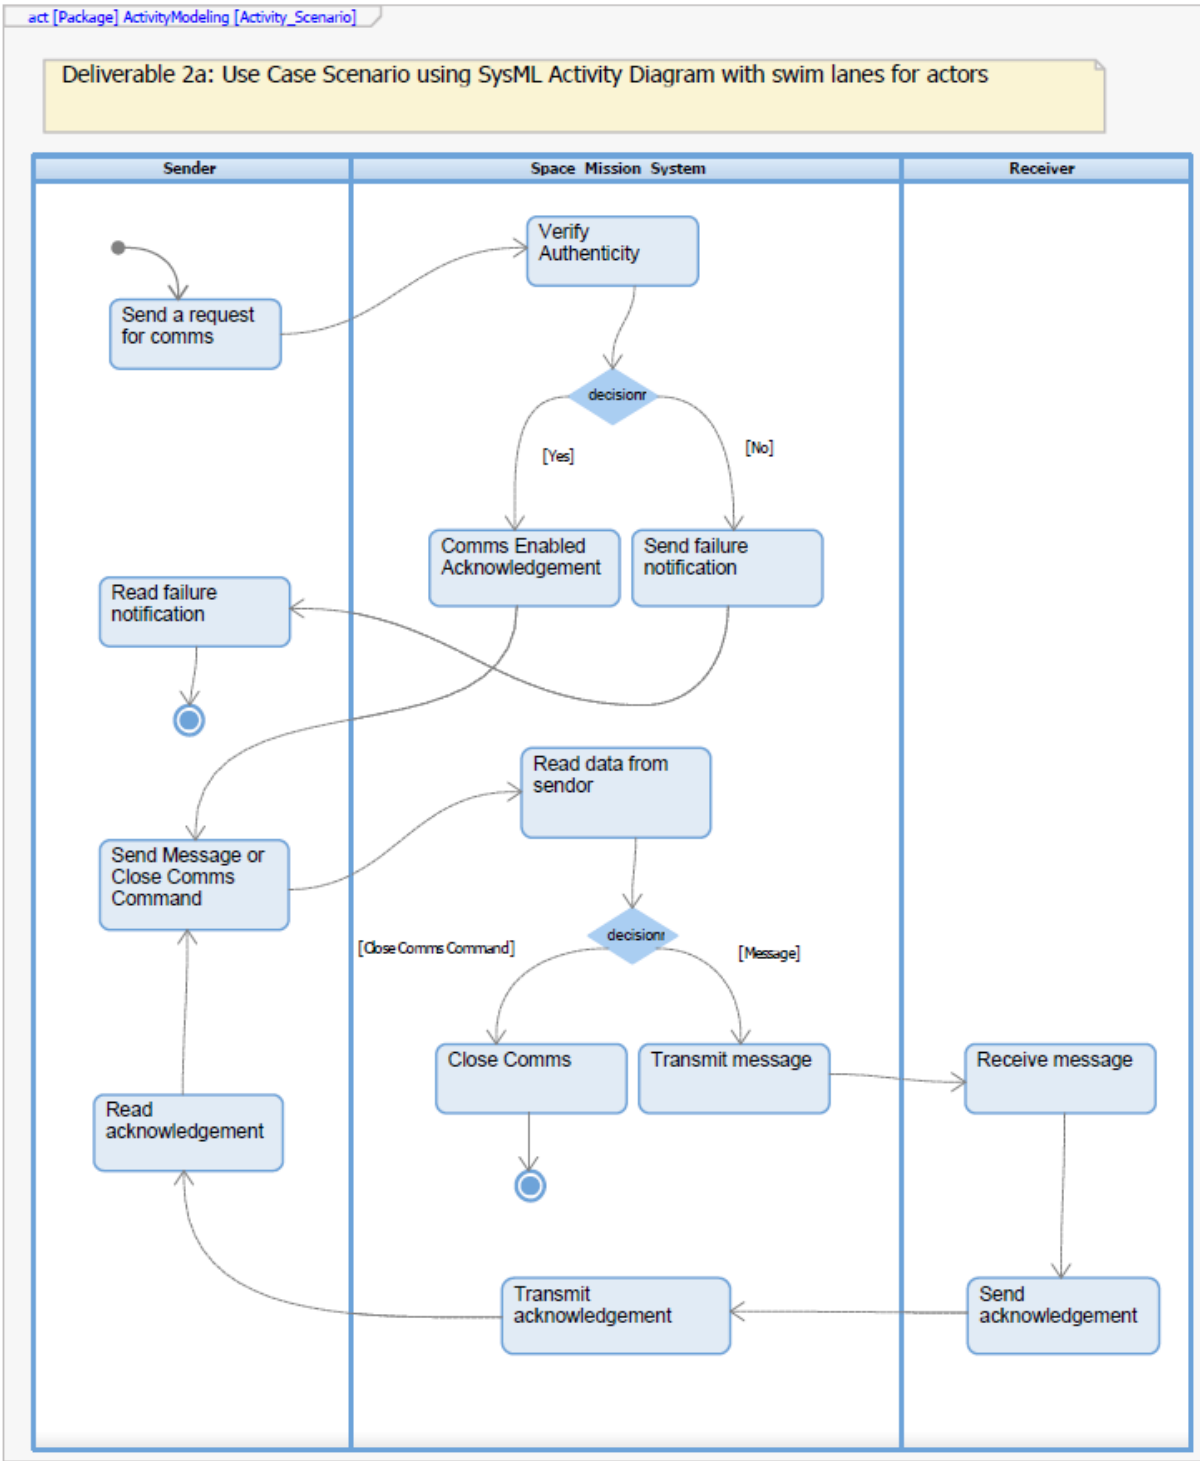 act [Package] ActivityModeling [Activity_Scenario]
Deliverable 2a: Use Case Scenario using SysML Activity Diagram with swim lanes for actors
Sender
Space Mission System
Receiver
Verify
Authenticity
Send a request
for comms
decisionr
[Yes]
[No]
Comms Enabled
Acknowledgement
Send failure
notification
Read failure
notification
Read data from
sendor
Send Message or
Close Comms
Command
decisionr
[Close Comms Command]
[Message]
Close Comms
Transmit message
Receive message
Read
acknowledgement
Transmit
acknowledgement
Send
acknowledgement